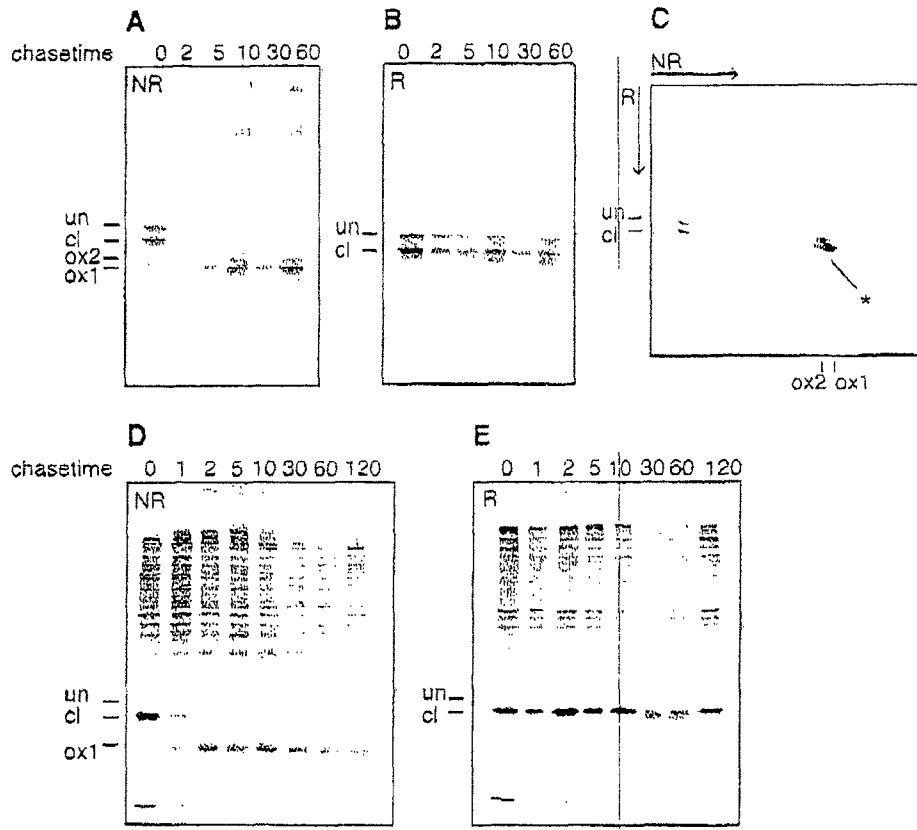 A
B
C
chasetime 0 2 5 10 30 60
0 2 5 10 30 60
NR
NR
R
R
un
cl
ox2
ox1
un
cl
un
cl
*
ox2 ox1
D
E
chasetime 0 1 2 5 10 30 60 120
0 1 2 5 10 30 60 120
NR
R
un
cl
ox1
un
cl